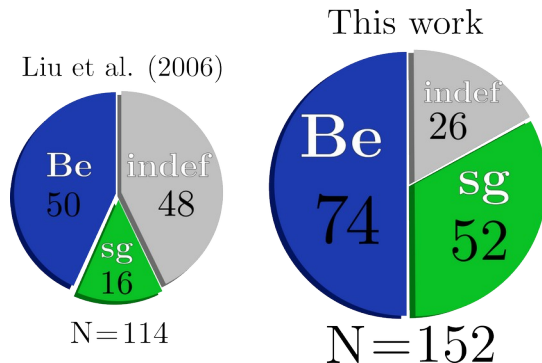 Liu et al. (2006)
Be
50
indef
48
sg
16
N=114
This work
Be
74
indef
26
sg
52
N=152